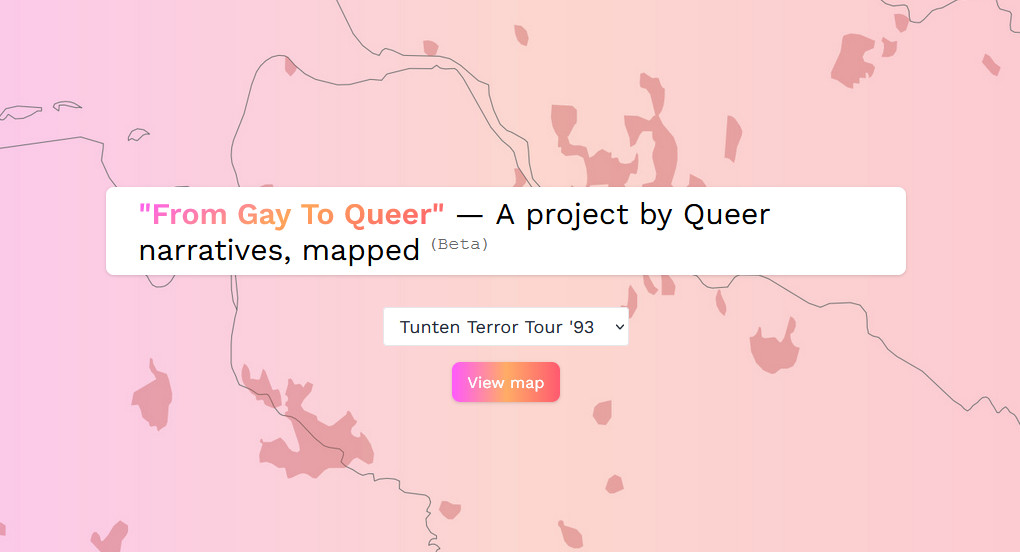 "From Gay To Queer" — A project by Queer
narratives, mapped (Beta)
Tunten Terror Tour '93
View map